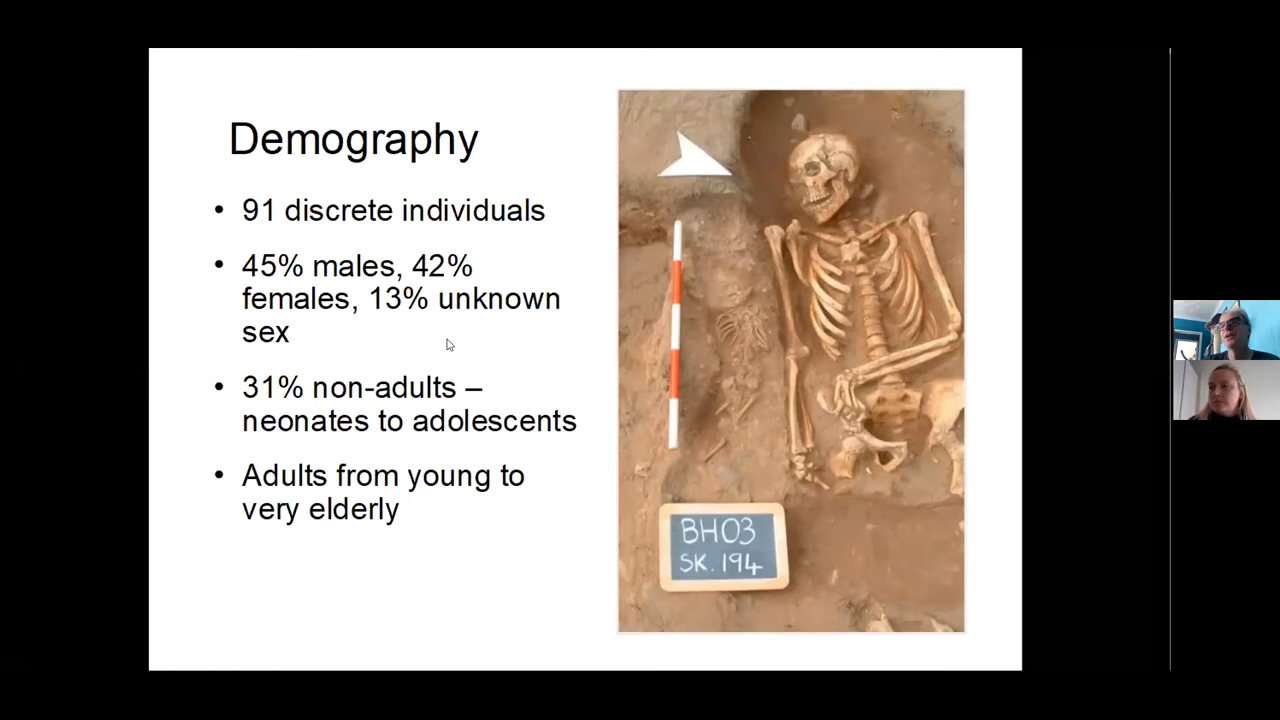 Demography
• 91 discrete individuals
• 45% males, 42%
females, 13% unknown
sex
• 31% non-adults –
neonates to adolescents
• Adults from young to
very elderly
BH03
SK. 194